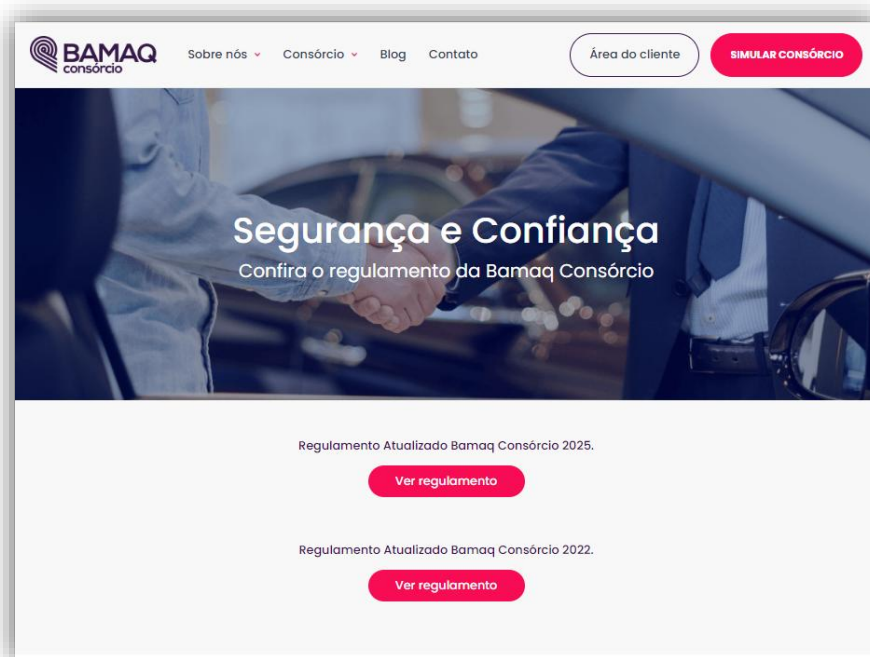 BAMAQ
consórcio
Sobre nós
Consórcio
Blog
Contato
Área do cliente
SIMULAR CONSÓRCIO
Segurança e Confiança
Confira o regulamento da Bamaq Consórcio
Regulamento Atualizado Bamaq Consórcio 2025.
Ver regulamento
Regulamento Atualizado Bamaq Consórcio 2022.
Ver regulamento